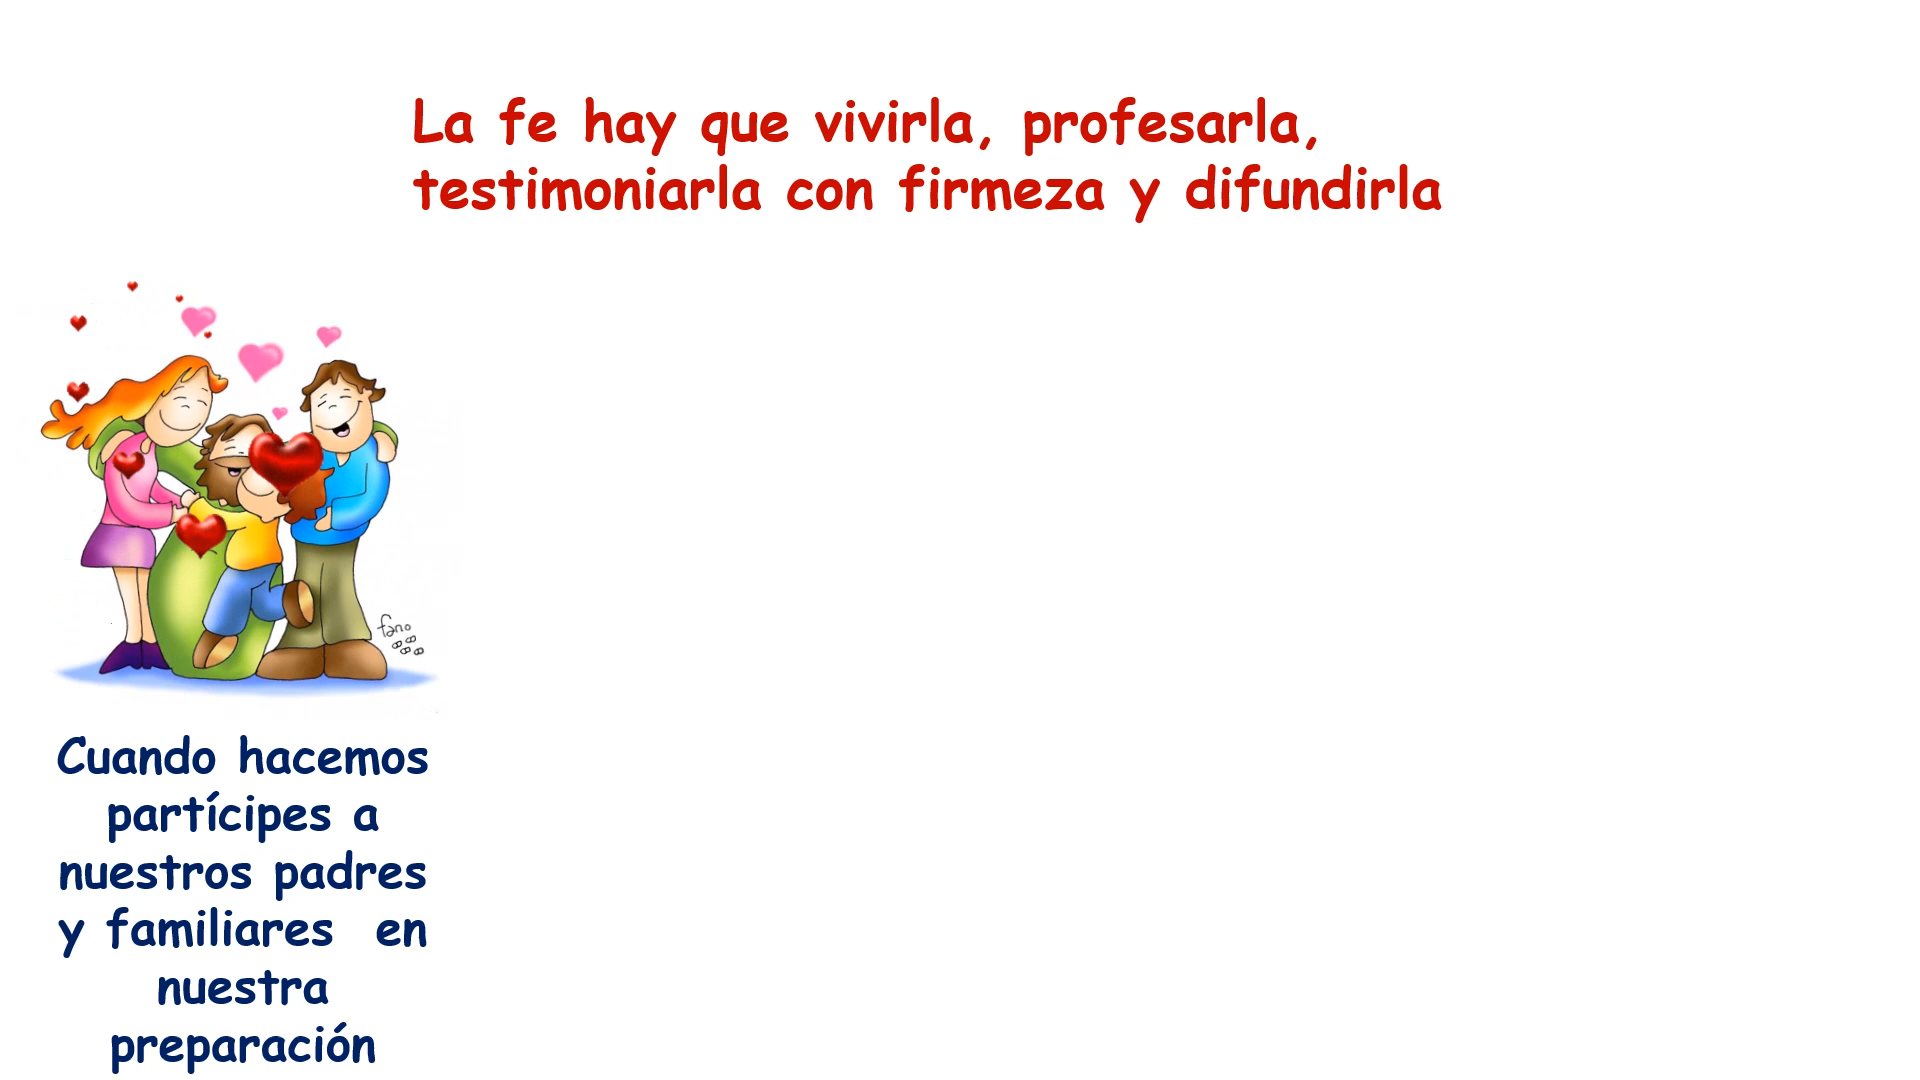 La fe hay que vivirla, profesarla,
testimoniarla con firmeza y difundirla
fano
Cuando hacemos
partícipes a
nuestros padres
y familiares  en
nuestra
preparación